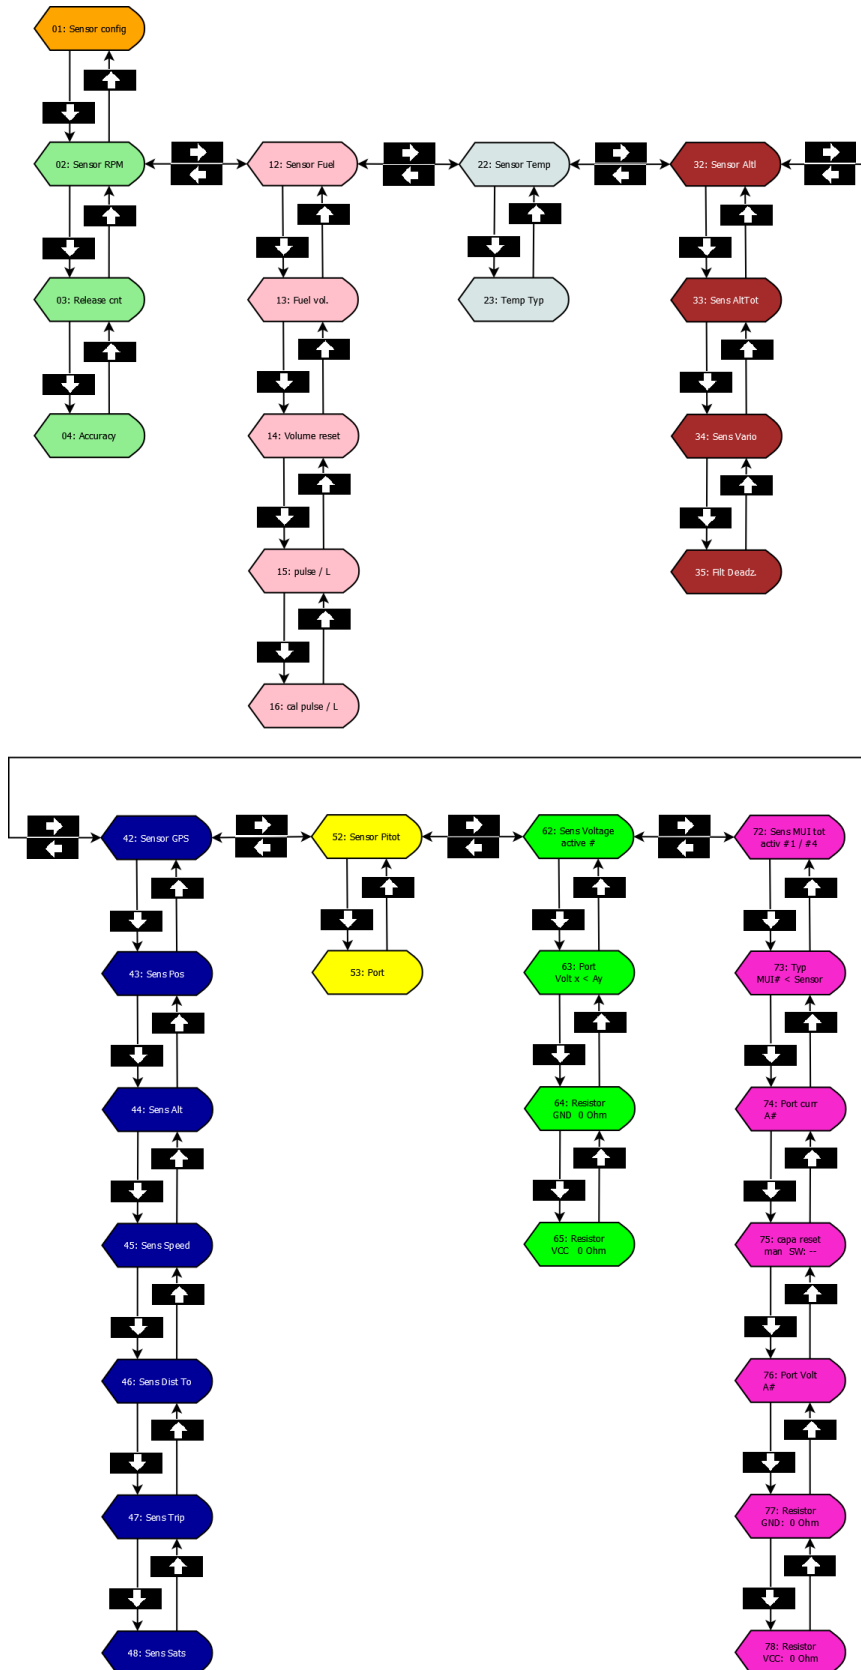 01: Sensor config
02: Sensor RPM
12: Sensor Fuel
22: Sensor Temp
32: Sensor AltI
03: Release cnt
13: Fuel vol.
23: Temp Typ
33: Sens AltTot
04: Accuracy
14: Volume reset
34: Sens Vario
15: pulse / L
35: Filt Deadz.
16: cal pulse / L
42: Sensor GPS
52: Sensor Pitot
62: Sens Voltage
active #
72: Sens MUI tot
activ #1 / #4
43: Sens Pos
53: Port
63: Port
Volt x < Ay
73: Typ
MUI# < Sensor
44: Sens Alt
64: Resistor
GND 0 Ohm
74: Port curr
A#
45: Sens Speed
65: Resistor
VCC 0 Ohm
75: capa reset
man SW: --
46: Sens Dist To
76: Port Volt
A#
47: Sens Trip
77: Resistor
GND: 0 Ohm
48: Sens Sats
78: Resistor
VCC: 0 Ohm